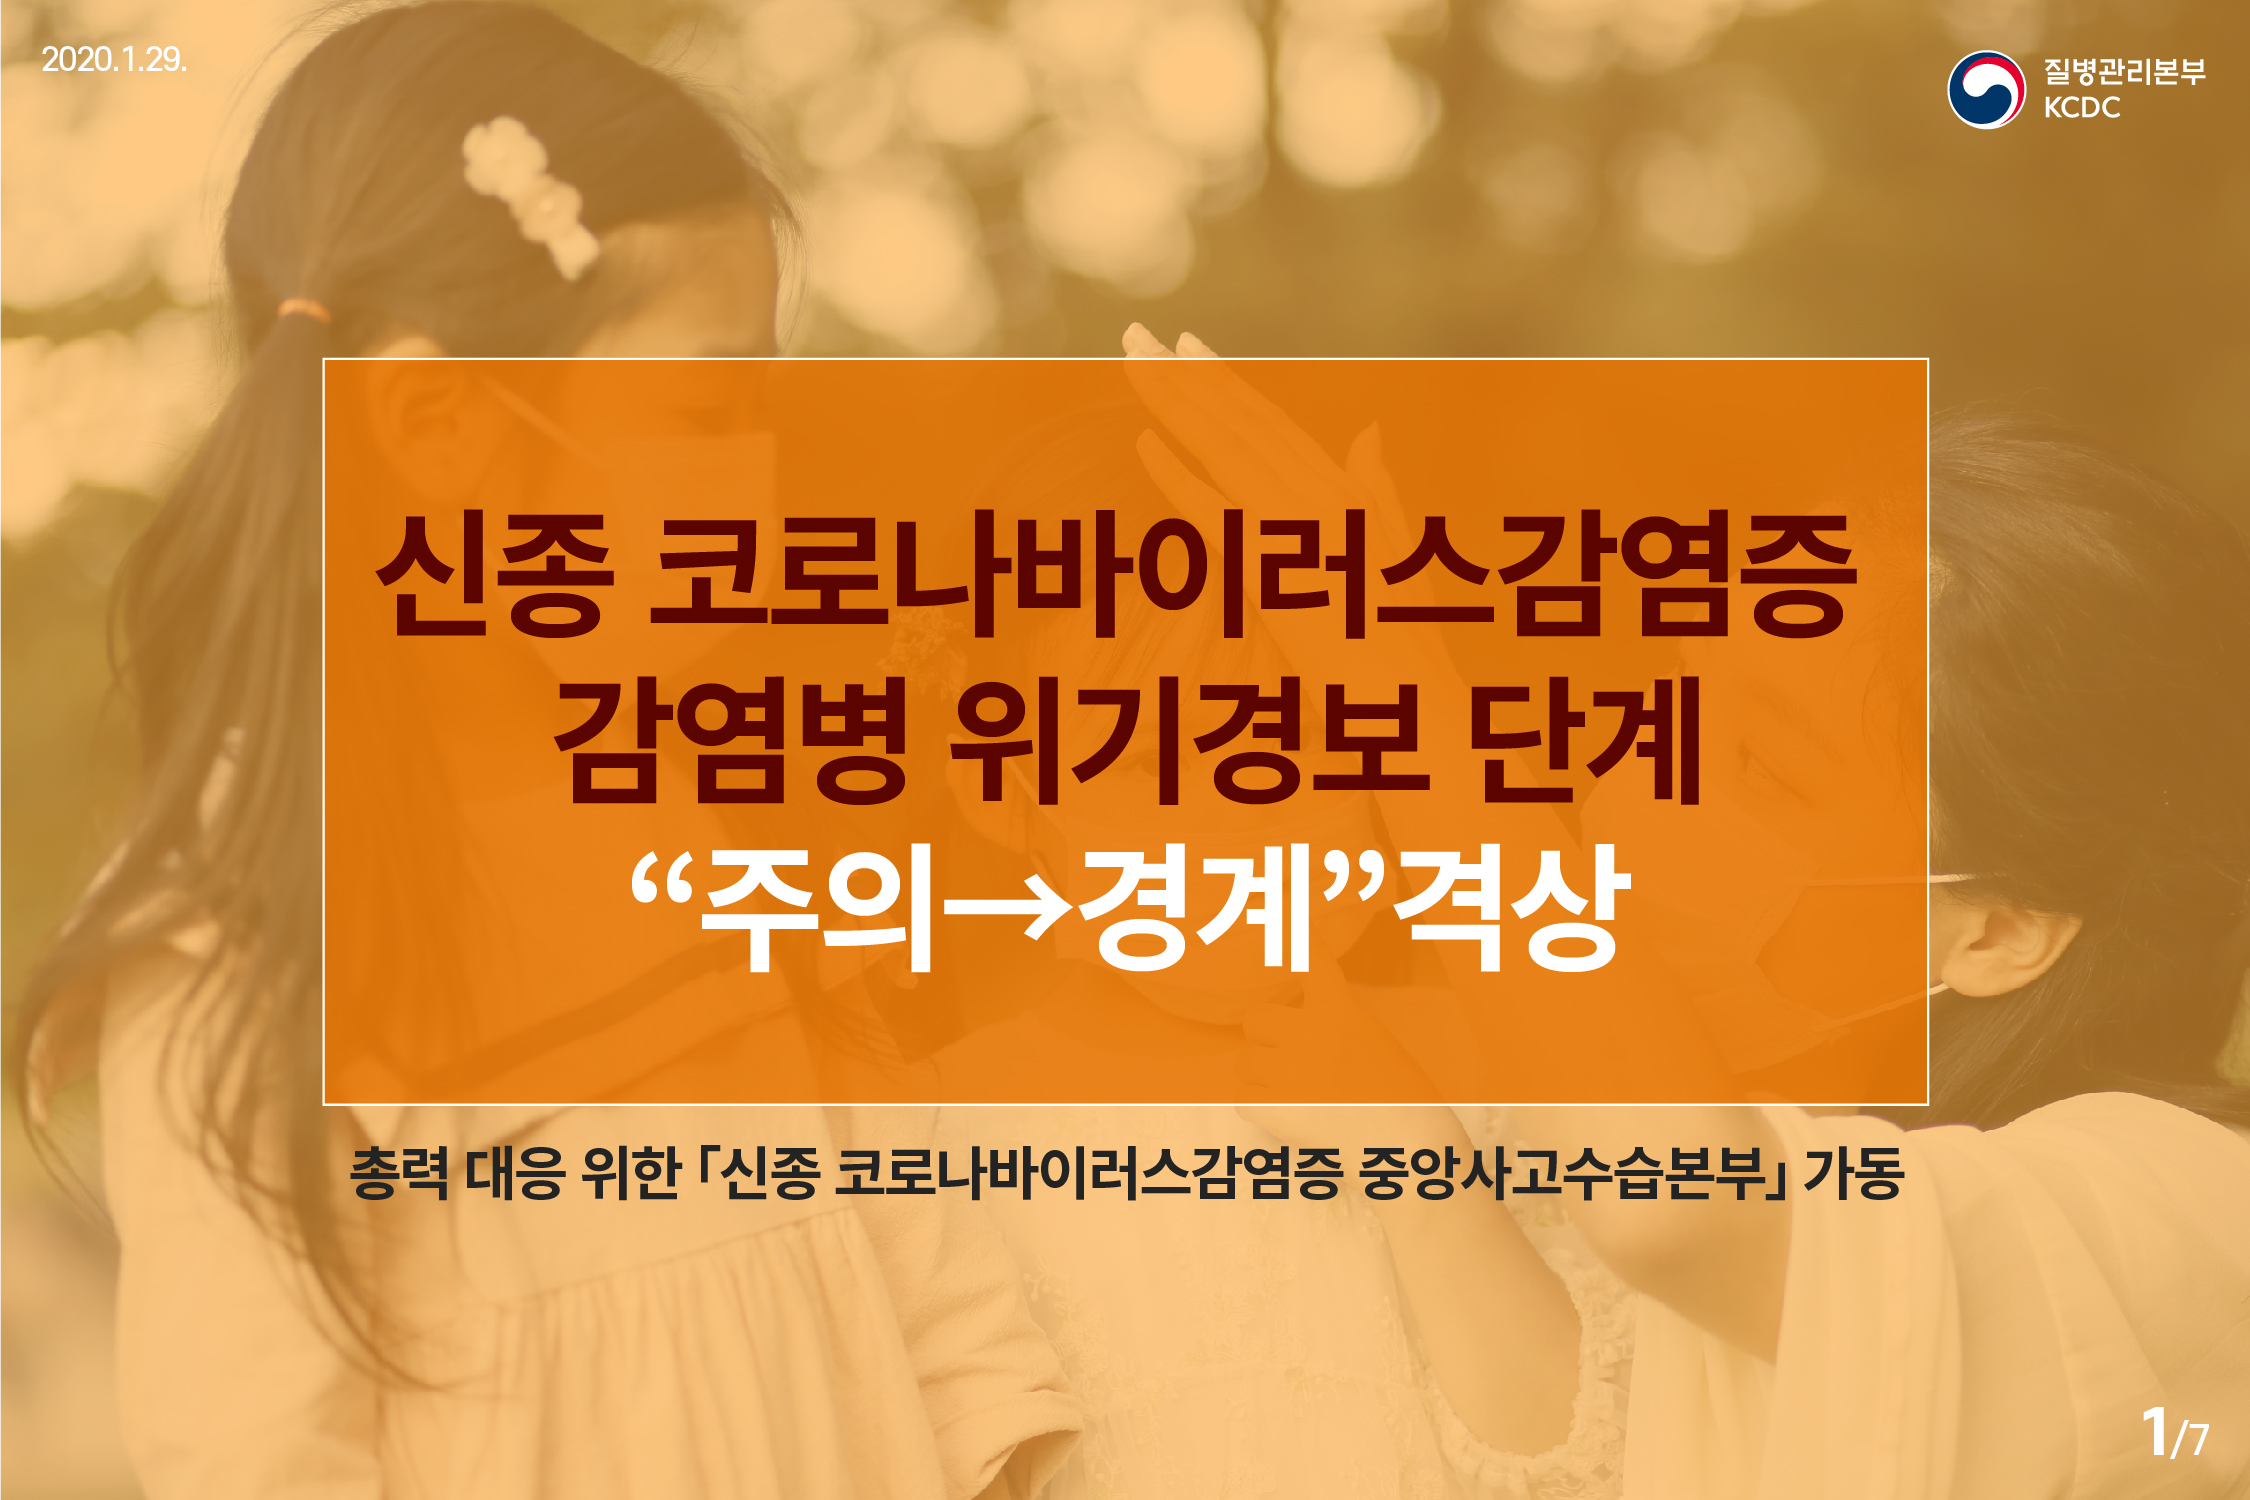 2020.1.29.
질병관리본부
KCDC
신종 코로나바이러스감염증
감염병 위기경보 단계
“주의→경계”격상
총력 대응 위한 ｢신종 코로나바이러스감염증 중앙사고수습본부｣ 가동
1/7